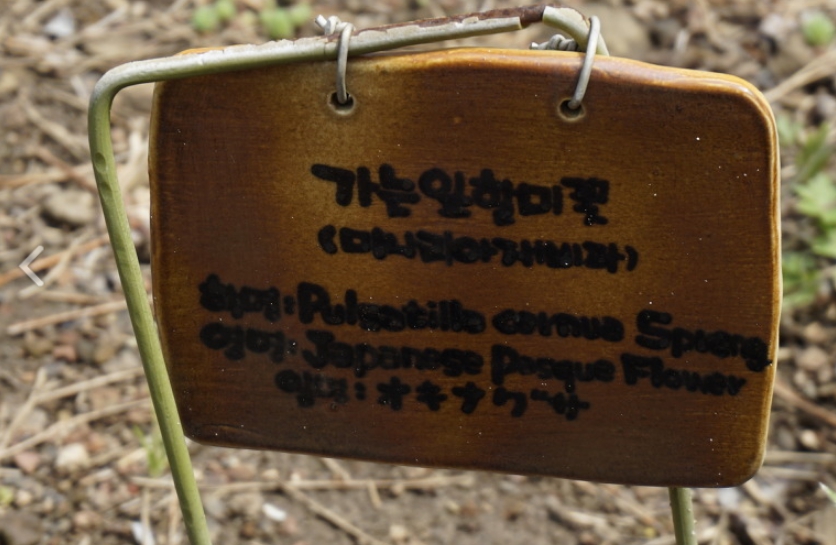 가는잎할미꽃
(미나리아재비과)
학명: Pulsatilla cernua Spreng
영명: Japanese Pasque Flower
일명: オキナグサ